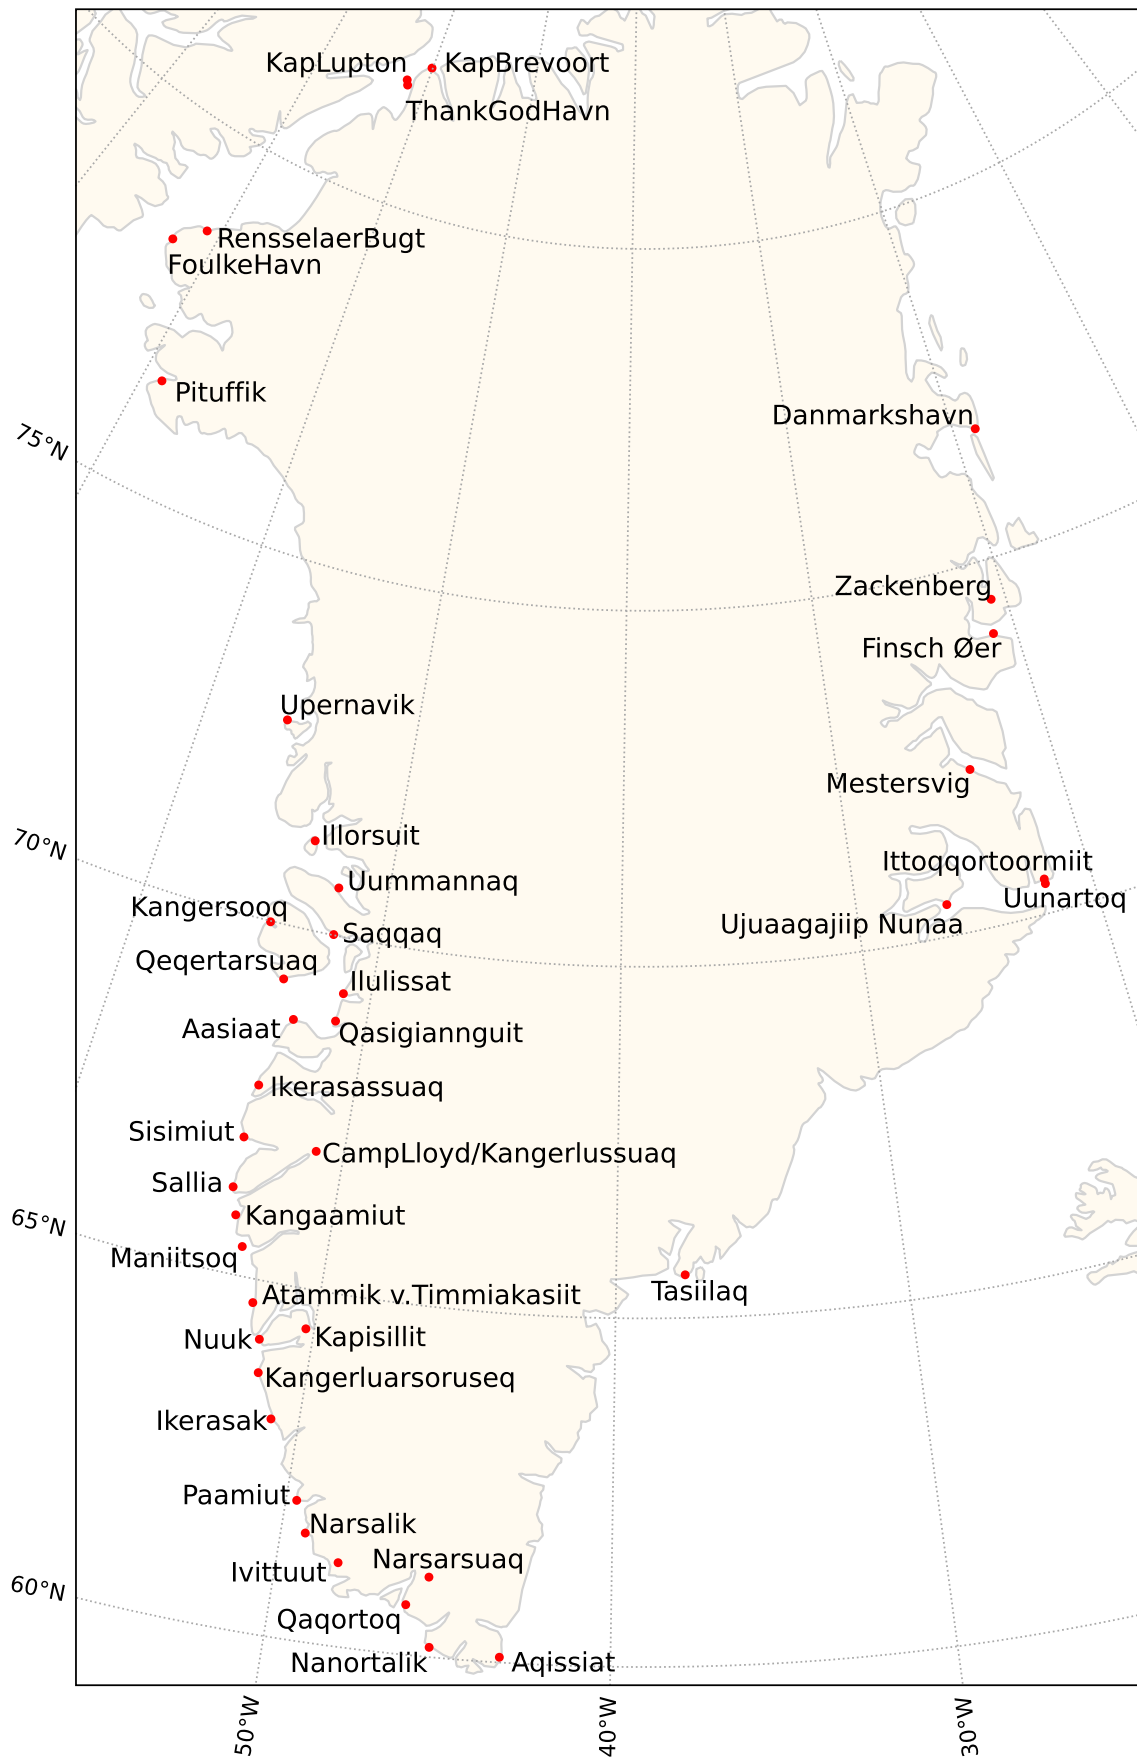 KapLupton
KapBrevoort
ThankGodHavn
RensselaerBugt
FoulkeHavn
Pituffik
Danmarkshavn
75°N
Zackenberg
Finsch Øer
Upernavik
Mestersvig
Illorsuit
70°N
Ittoqqortoormiit
Uummannaq
Uunartoq
Kangersooq
Ujuaagajiip Nunaa
Saqqaq
Qeqertarsuaq
Ilulissat
Aasiaat
Qasigiannguit
Ikerasassuaq
Sisimiut
CampLloyd/Kangerlussuaq
Sallia
Kangaamiut
65°N
Maniitsoq
Tasiilaq
Atammik v.Timmiakasiit
Nuuk
Kapisillit
Kangerluarsoruseq
Ikerasak
Paamiut
Narsalik
Narsarsuaq
Ivittuut
60°N
Qaqortoq
Nanortalik
Aqissiat
50°W
40°W
30°W